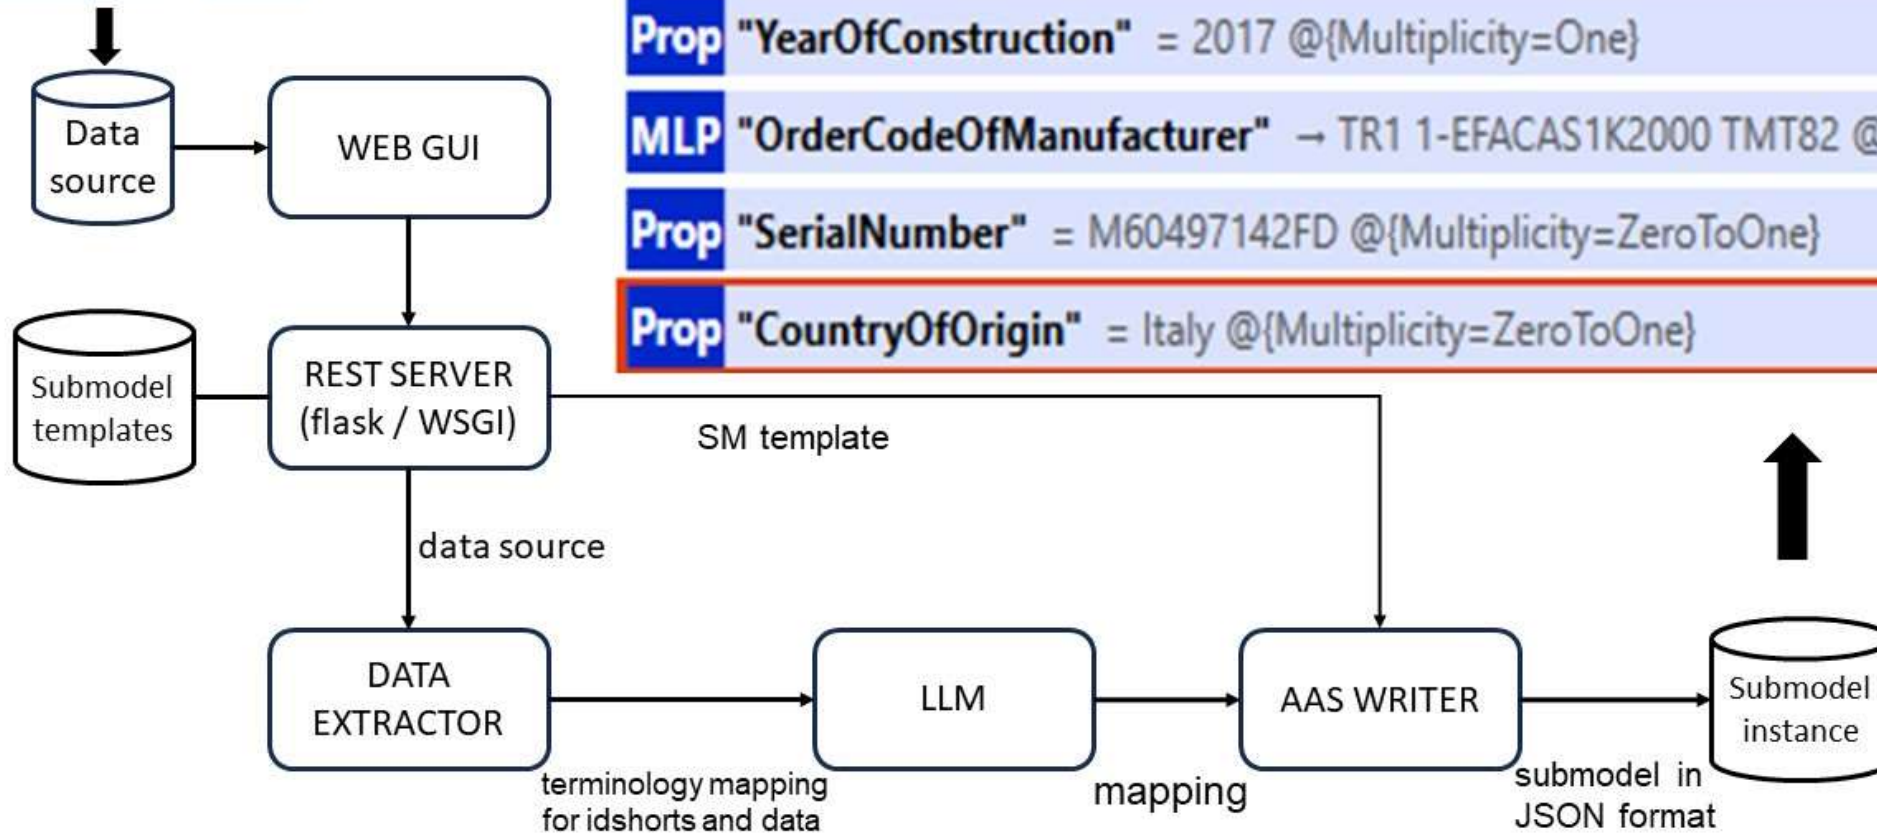 Prop "YearOfConstruction" = 2017 @{Multiplicity=One}
MLP "OrderCodeOfManufacturer" → TR1 1-EFACAS1K2000 TMT82 @
Prop "SerialNumber" = M60497142FD @{Multiplicity=ZeroToOne}
Prop "CountryOfOrigin" = Italy @{Multiplicity=ZeroToOne}
Data
source
WEB GUI
Submodel
templates
REST SERVER
(flask / WSGI)
SM template
data source
DATA
EXTRACTOR
terminology mapping
for idshorts and data
LLM
mapping
AAS WRITER
submodel in
JSON format
Submodel
instance